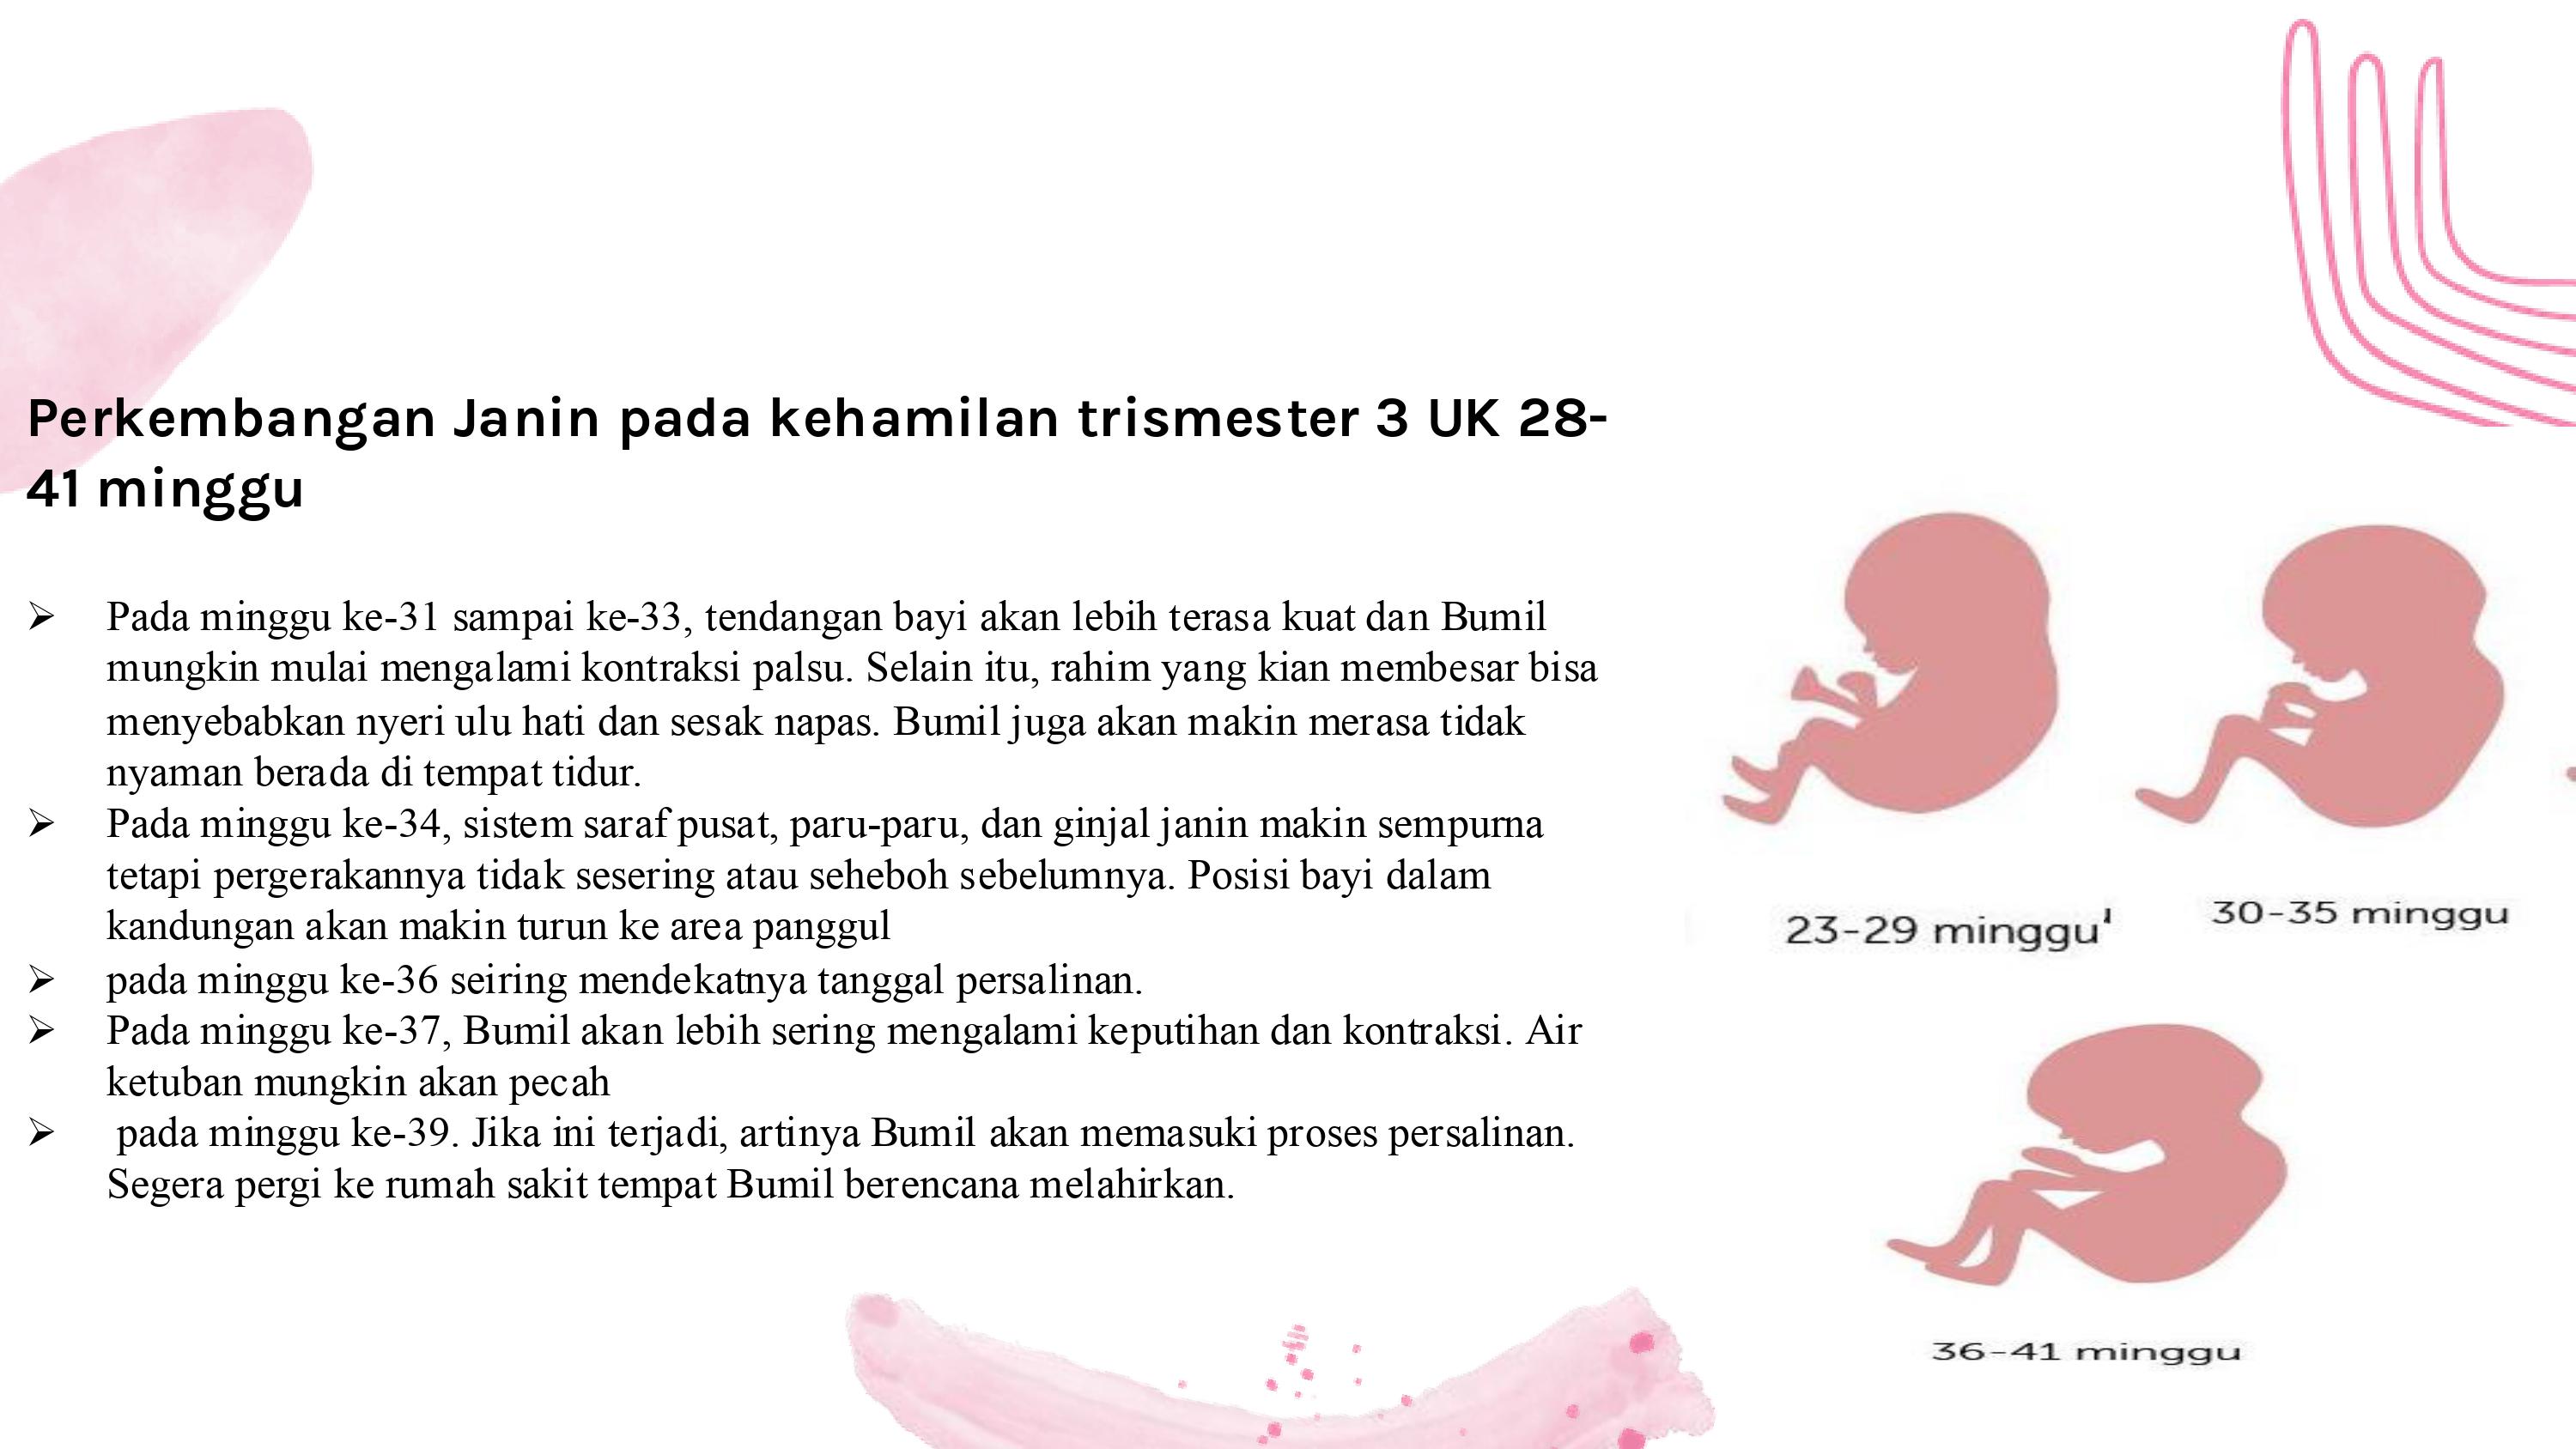 Perkembangan Janin pada kehamilan trismester 3 UK 28-
41 minggu
➢ Pada minggu ke-31 sampai ke-33, tendangan bayi akan lebih terasa kuat dan Bumil
mungkin mulai mengalami kontraksi palsu. Selain itu, rahim yang kian membesar bisa
menyebabkan nyeri ulu hati dan sesak napas. Bumil juga akan makin merasa tidak
nyaman berada di tempat tidur.
➢ Pada minggu ke-34, sistem saraf pusat, paru-paru, dan ginjal janin makin sempurna
tetapi pergerakannya tidak sesering atau seheboh sebelumnya. Posisi bayi dalam
kandungan akan makin turun ke area panggul
➢ pada minggu ke-36 seiring mendekatnya tanggal persalinan.
➢ Pada minggu ke-37, Bumil akan lebih sering mengalami keputihan dan kontraksi. Air
ketuban mungkin akan pecah
➢ pada minggu ke-39. Jika ini terjadi, artinya Bumil akan memasuki proses persalinan.
Segera pergi ke rumah sakit tempat Bumil berencana melahirkan.
23-29 minggu
30-35 minggu
36-41 minggu